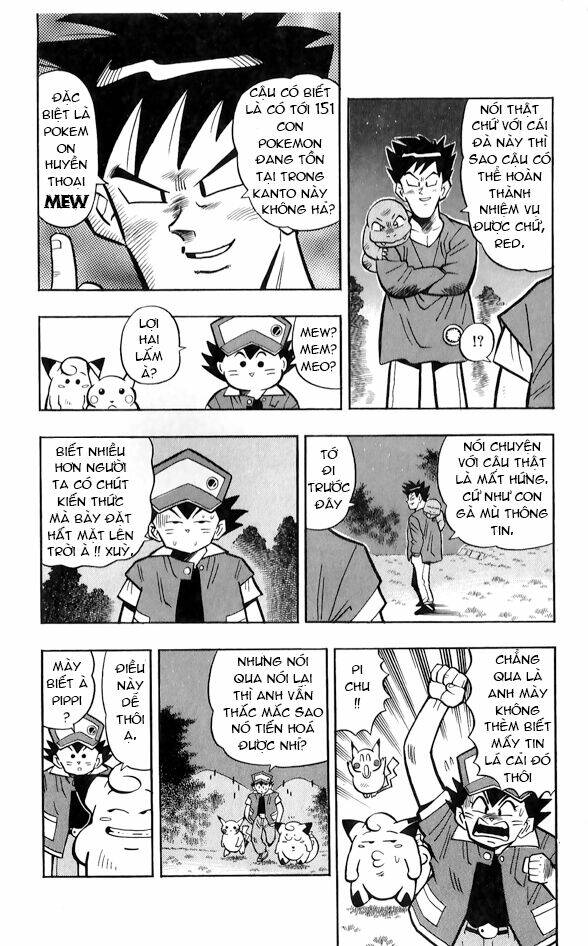 NÓI THẬT
CHỨ VỚI CÁI
ĐÀ NÀY THÌ
SAO CẬU CÓ
THỂ HOÀN
THÀNH
NHIỆM VỤ
ĐƯỢC CHỨ,
RED.
!?
CẬU CÓ BIẾT
LÀ CÓ TỚI 151
CON
POKEMON
ĐANG TỒN
TẠI TRONG
KANTO NÀY
KHÔNG HẢ?
ĐẶC
BIỆT LÀ
POKEM
ON
HUYỀN
THOẠI
MEW
MEW?
MEM?
MEO?
LỢI
HẠI
LẮM
À?
NÓI CHUYỆN
VỚI CẬU THẬT
LÀ MẤT HỨNG.
CỨ NHƯ CON
GÀ MÙ THÔNG
TIN.
TỚ
ĐI
TRƯỚC
ĐÂY
BIẾT NHIỀU
HƠN NGƯỜI
TA CÓ CHÚT
KIẾN THỨC
MÀ BÀY ĐẶT
HẤT MẶT LÊN
TRỜI À !! XUỲ.
CHẲNG
QUA LÀ
ANH MÀY
KHÔNG
THÈM BIẾT
MẤY TIN
LÁ CẢI ĐÓ
THÔI
PI
CHU
!!
NHƯNG NÓI
QUA NÓI LẠI
THÌ ANH VẪN
THẮC MẮC SAO
NÓ TIẾN HOÁ
ĐƯỢC NHỈ?
ĐIỀU
NÀY
DỄ
THÔI
Ạ.
MÀY
BIẾT À
PIPPI
?